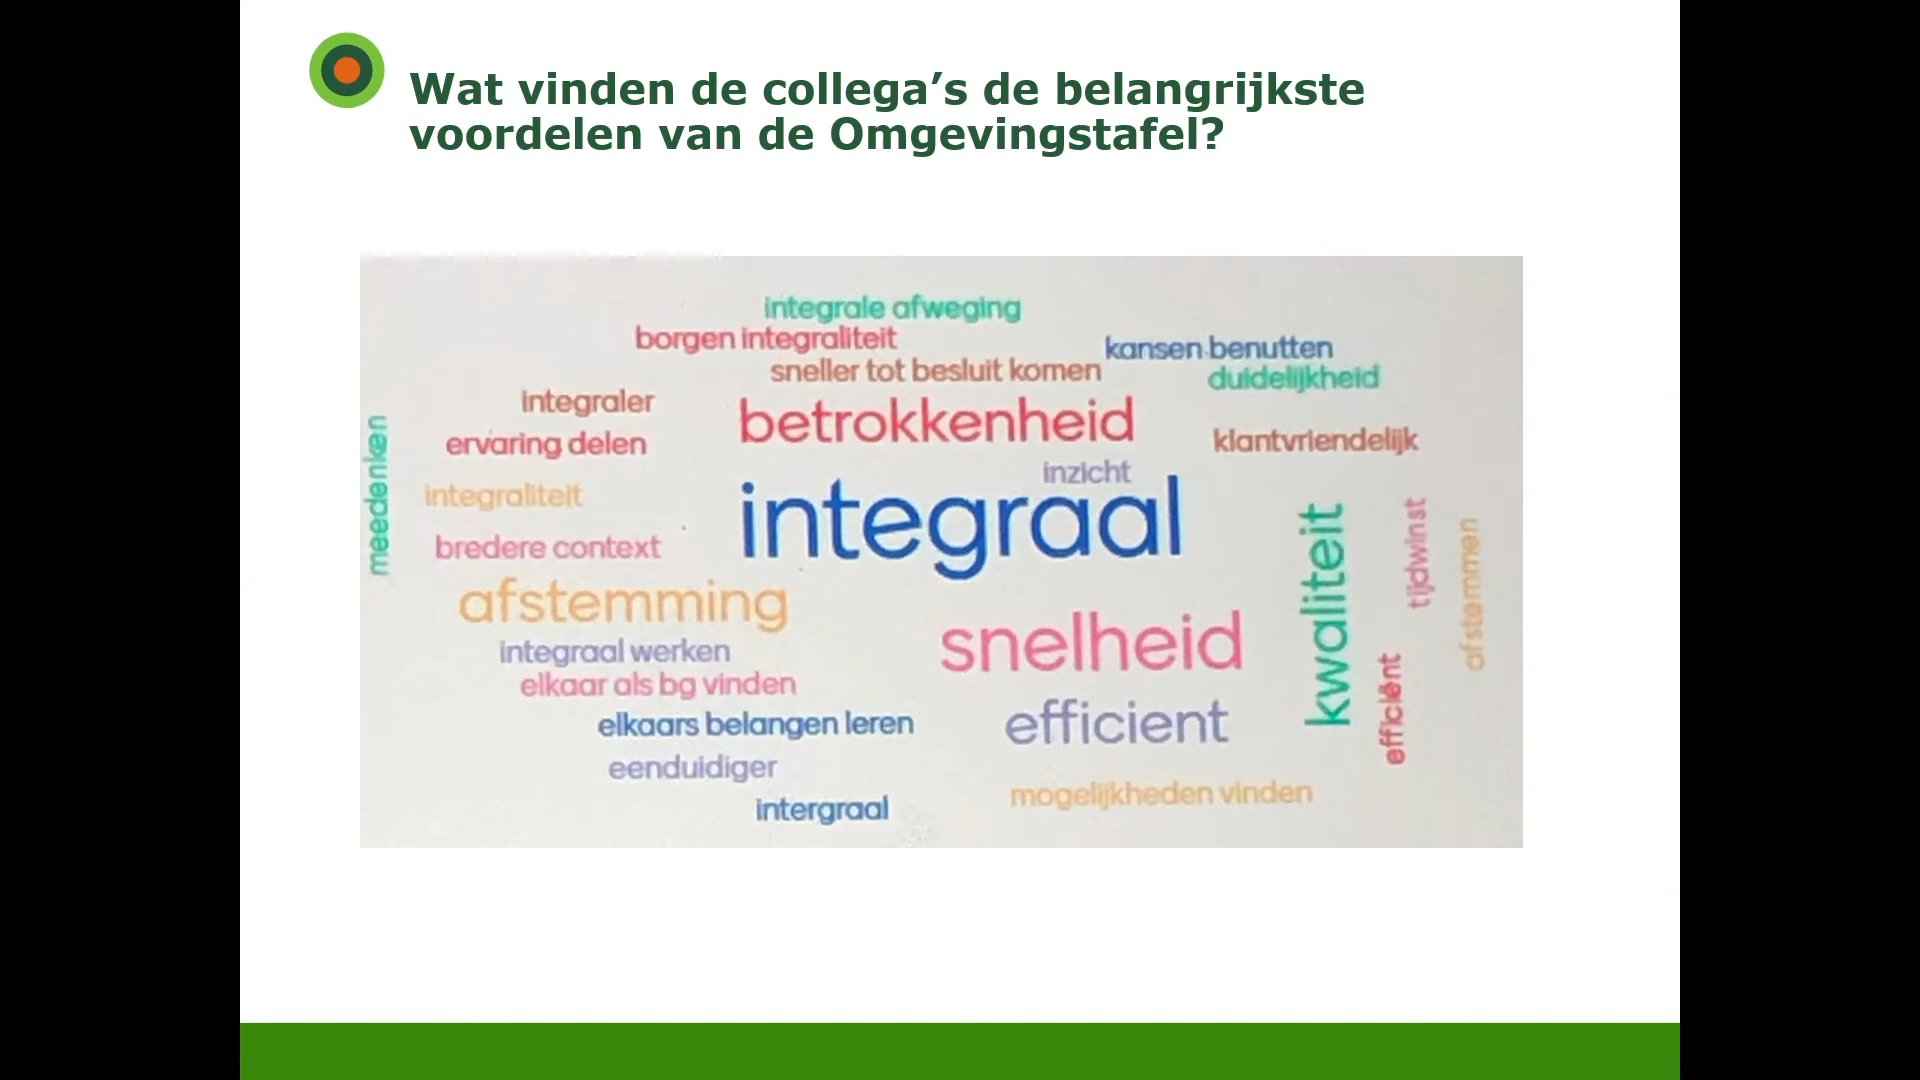 Wat vinden de collega’s de belangrijkste
voordelen van de Omgevingstafel?
integrale afweging
borgen integraliteit
kansen benutten
sneller tot besluit komen
duidelijkheid
integraler
betrokkenheid
ervaring delen
klantvriendelijk
meedenken
inzicht
integraliteit
integraal
bredere context
kwaliteit
tijdwinst
afstemmen
afstemming
snelheid
integraal werken
elkaar als bg vinden
efficiënt
elkaars belangen leren
efficient
eenduidiger
mogelijkheden vinden
intergraal